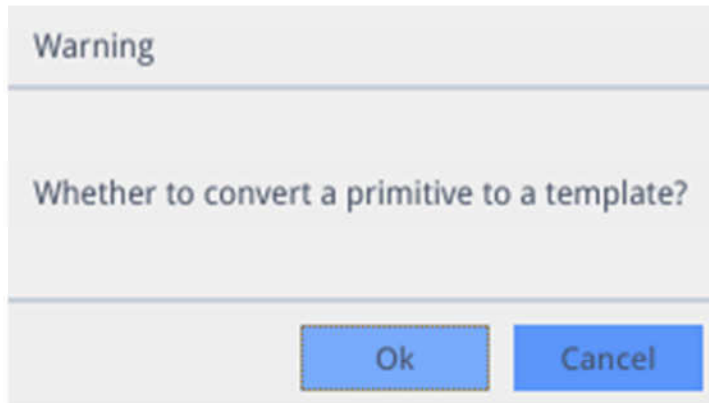 Warning
Whether to convert a primitive to a template?
Ok
Cancel